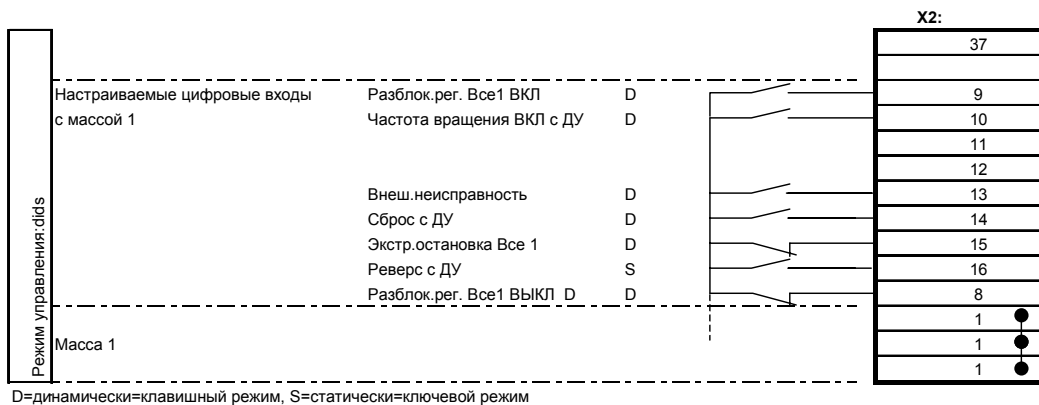 X2:
37
Настраиваемые цифровые входы Разблок.рег. Все1 ВКЛ D 9
с массой 1 Частота вращения ВКЛ с ДУ D 10
11
12
Внеш.неисправность D 13
Сброс с ДУ D 14
Экстр.остановка Все 1 D 15
Реверс с ДУ S 16
Разблок.рег. Все1 ВЫКЛ D D 8
1
Масса 1 1
1
Режим управления:dids
D=динамически=клавишный режим, S=статически=ключевой режим